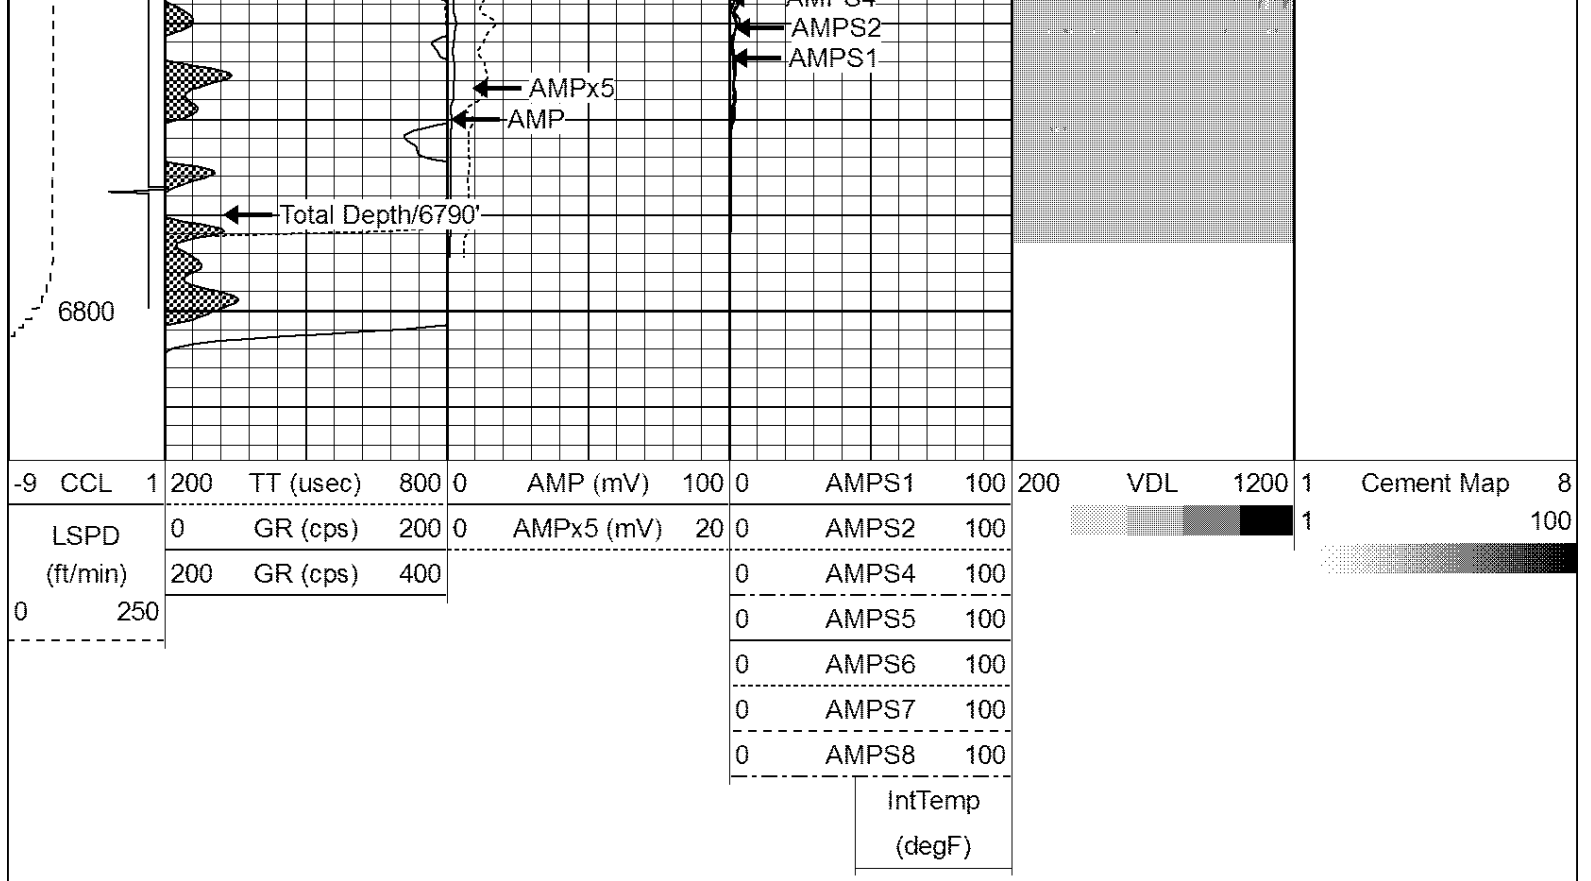 AMPS4
AMPS2
AMPS1
AMPx5
AMP
Total Depth/6790'
6800
-9 CCL 1 200 TT (usec) 800 0 AMP (mV) 100 0 AMPS1 100 200 VDL 1200 1 Cement Map 8
LSPD 0 GR (cps) 200 0 AMPx5 (mV) 20 0 AMPS2 100 1 100
(ft/min) 200 GR (cps) 400 0 AMPS4 100
0 250 0 AMPS5 100
0 AMPS6 100
0 AMPS7 100
0 AMPS8 100
IntTemp
(degF)